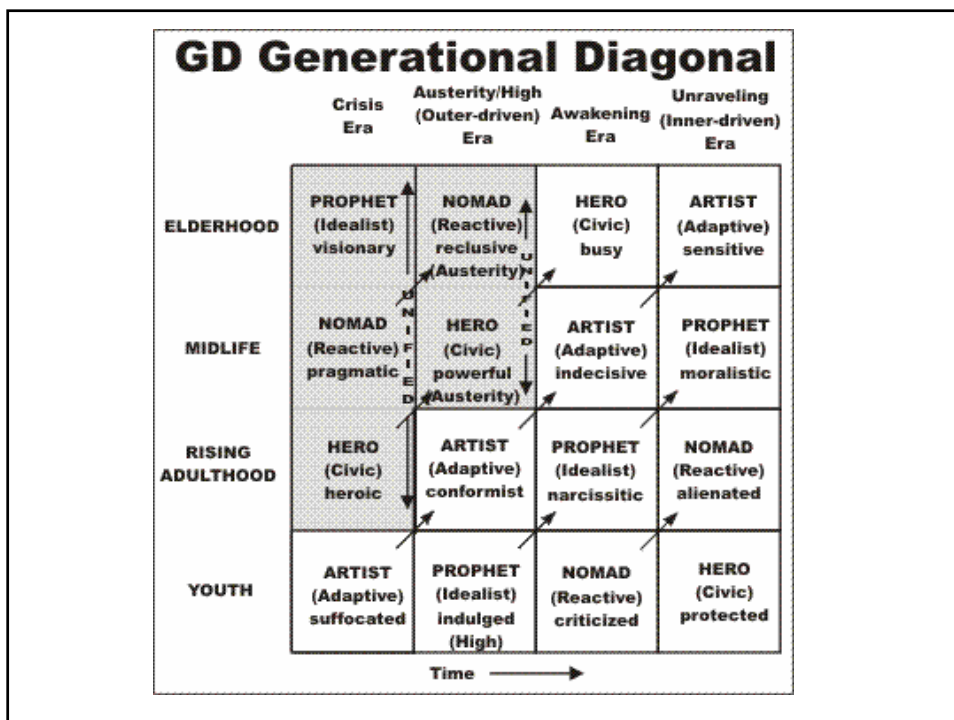 GD Generational Diagonal
Crisis
Era
Austerity/High
(Outer-driven)
Era
Awakening
Era
Unraveling
(Inner-driven)
Era
ELDERHOOD
PROPHET
(Idealist)
visionary
NOMAD
(Reactive)
reclusive
(Austerity)
HERO
(Civic)
busy
ARTIST
(Adaptive)
sensitive
UNIFIED
UNIFIED
MIDLIFE
NOMAD
(Reactive)
pragmatic
HERO
(Civic)
powerful
(Austerity)
ARTIST
(Adaptive)
indecisive
PROPHET
(Idealist)
moralistic
RISING
ADULTHOOD
HERO
(Civic)
heroic
ARTIST
(Adaptive)
conformist
PROPHET
(Idealist)
narcissitic
NOMAD
(Reactive)
alienated
YOUTH
ARTIST
(Adaptive)
suffocated
PROPHET
(Idealist)
indulged
(High)
NOMAD
(Reactive)
criticized
HERO
(Civic)
protected
Time